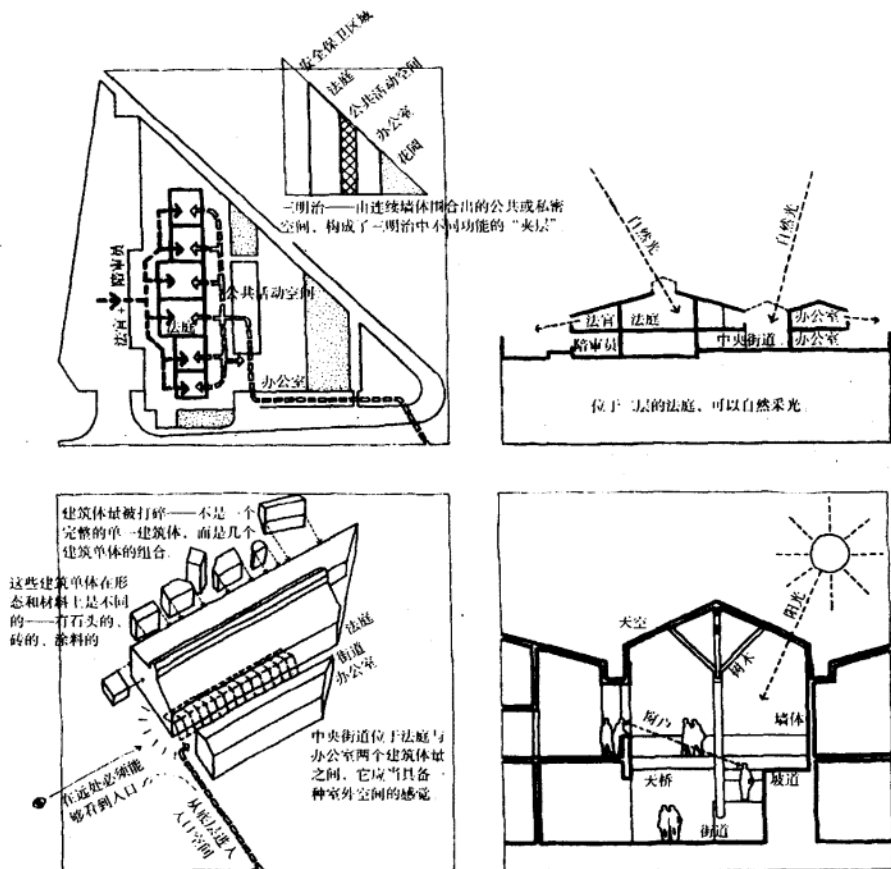 安全保卫区域
法庭
公共活动空间
办公室
花园
三明治——由连续墙体围合出的公共或私密
空间，构成了三明治中不同功能的“夹层”
法官+陪审员
公共活动空间
法庭
办公室
自然光
自然光
法官
法庭
办公室
陪审员
中央街道
办公室
位于二层的法庭，可以自然采光
建筑体量被打碎——不是一个
完整的单一建筑体，而是几个
建筑单体的组合
这些建筑单体在形
态和材料上是不同
的——有石头的、
砖的、涂料的
法庭
街道
办公室
中央街道位于法庭与
办公室两个建筑体量
之间，它应当具备一
种室外空间的感觉
在远处必须能
够看到入口
从底层进入
入口空间
阳光
天空
树木
墙体
天桥
坡道
街道